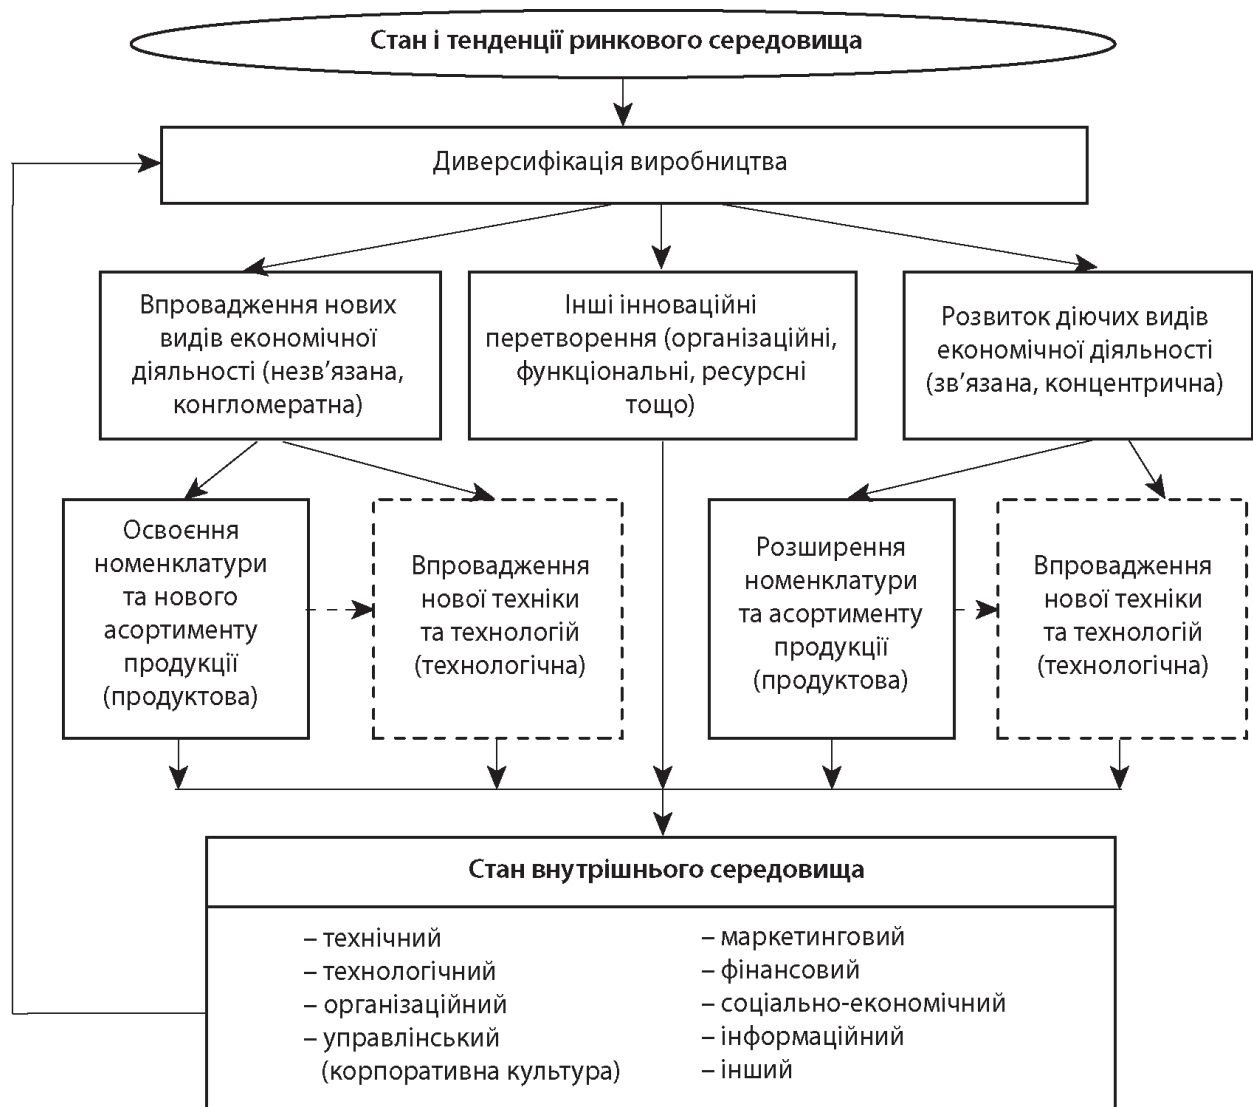 Стан і тенденції ринкового середовища
Диверсифікація виробництва
Впровадження нових
видів економічної
діяльності (незв’язана,
конгломератна)
Інші інноваційні
перетворення (організаційні,
функціональні, ресурсні
тощо)
Розвиток діючих видів
економічної діяльності
(зв’язана, концентрична)
Освоєння
номенклатури
та нового
асортименту
продукції
(продуктова)
Впровадження
нової техніки
та технологій
(технологічна)
Розширення
номенклатури
та асортименту
продукції
(продуктова)
Впровадження
нової техніки
та технологій
(технологічна)
Стан внутрішнього середовища
– технічний
– технологічний
– організаційний
– управлінський
(корпоративна культура)
– маркетинговий
– фінансовий
– соціально-економічний
– інформаційний
– інший